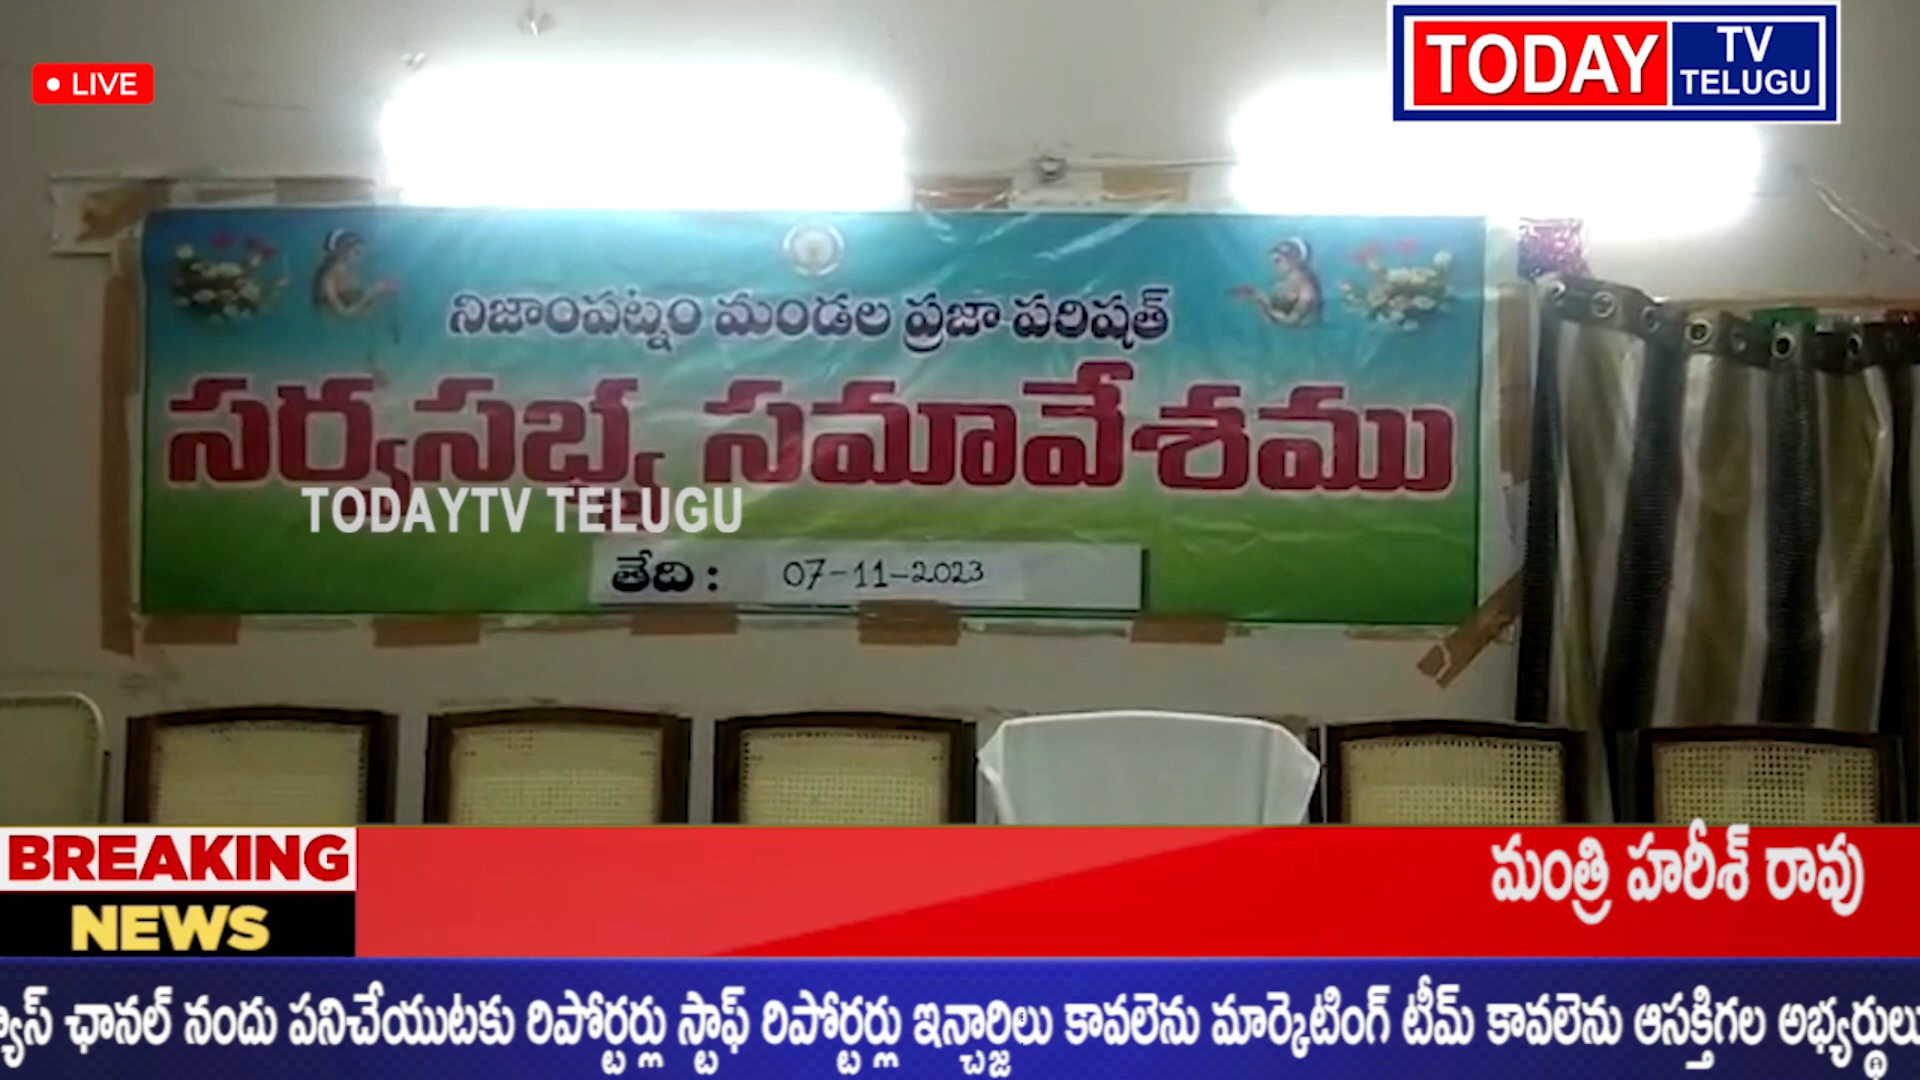 LIVE
TODAY TV TELUGU
నిజాంపట్నం మండల ప్రజా పరిషత్
సర్యసభ్య సమావేశము
TODAYTV TELUGU
తేది : 07-11-2023
BREAKING
NEWS
మంత్రి హరీశ్ రావు
ఛానల్ నందు పనిచేయుటకు రిపోర్టర్లు స్టాఫ్ రిపోర్టర్లు ఇన్చార్జిలు కావలెను మార్కెటింగ్ టీమ్ కావలెను ఆసక్తిగల అభ్యర్థులు